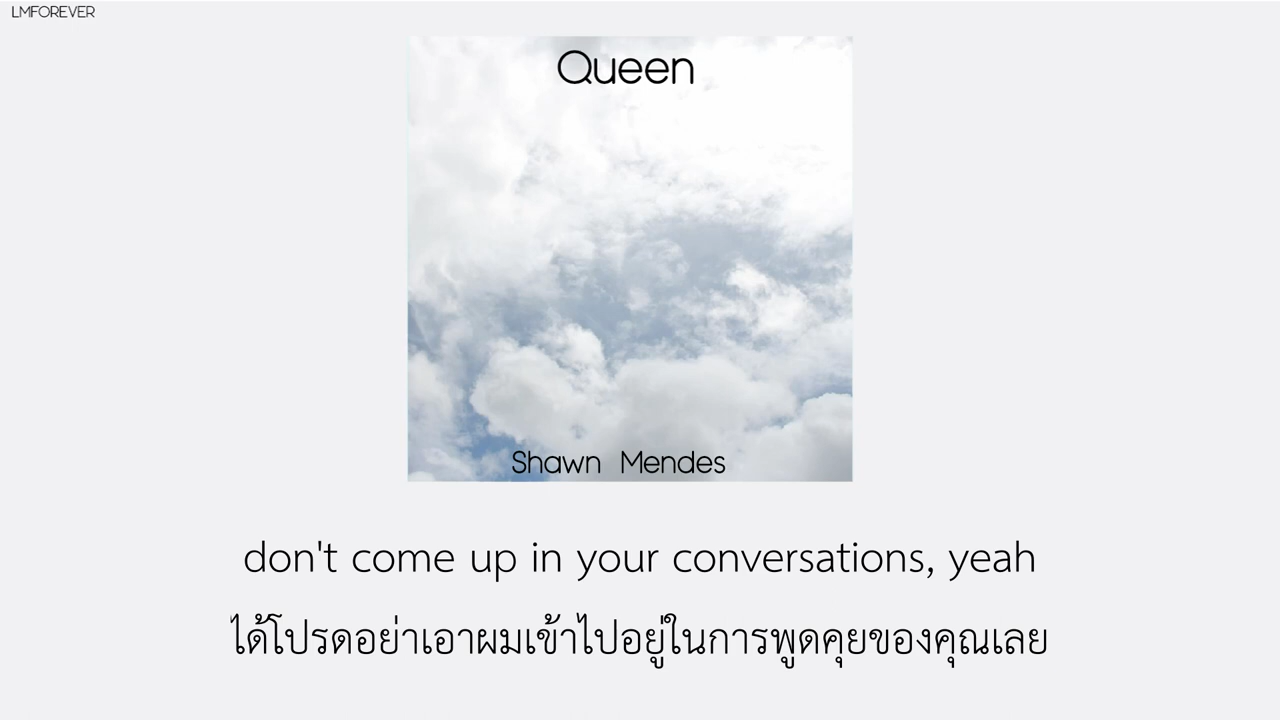 LMFOREVER
Queen
Shawn Mendes
don't come up in your conversations, yeah
ได้โปรดอย่าเอาผมเข้าไปอยู่ในการพูดคุยของคุณเลย